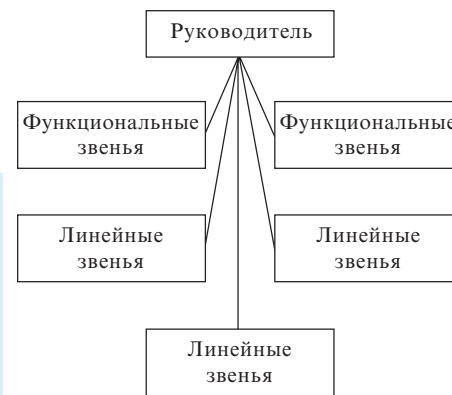 Руководитель
Функциональные
звенья
Функциональные
звенья
Линейные
звенья
Линейные
звенья
Линейные
звенья